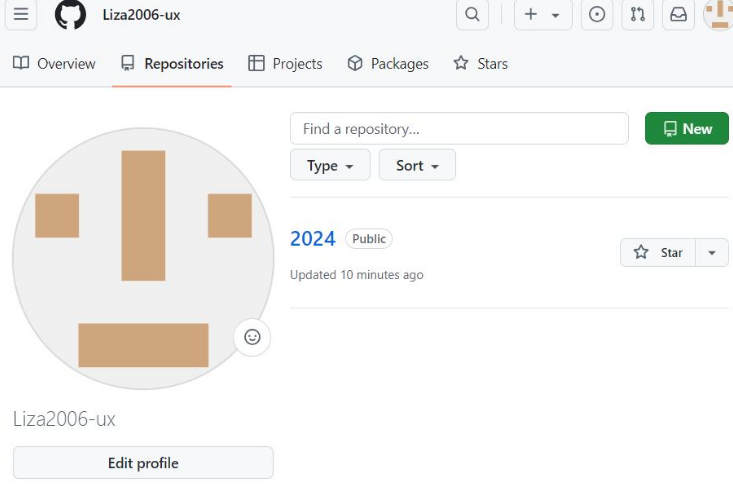 Liza2006-ux
Overview Repositories Projects Packages Stars
Find a repository...
New
Type Sort
2024 Public
Star
Updated 10 minutes ago
Liza2006-ux
Edit profile